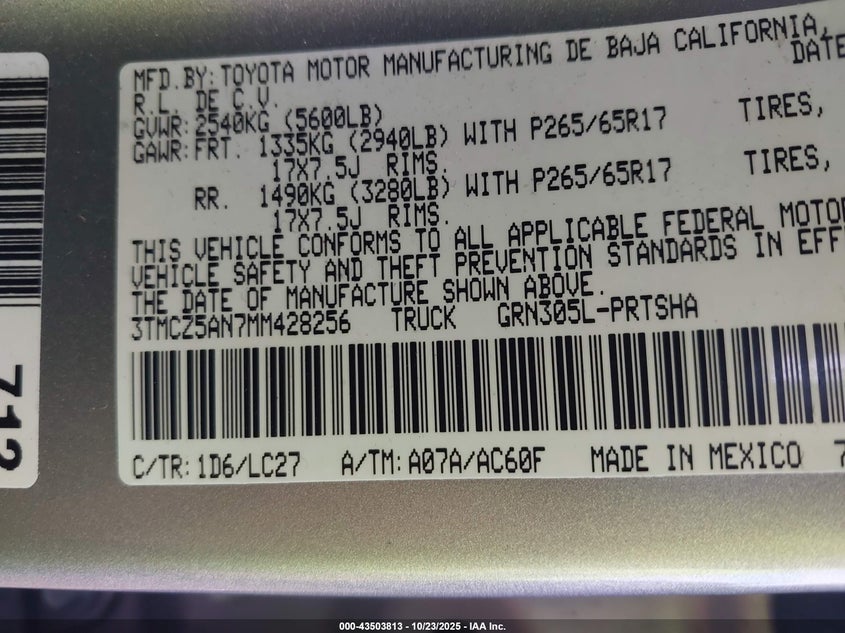 MFD.BY:TOYOTA MOTOR MANUFACTURING DE BAJA CALIFORNIA,
R.L. DE C.V. DATE
GVWR:2540KG (5600LB)
GAWR:FRT. 1335KG (2940LB) WITH P265/65R17 TIRES,
17X7.5J RIMS.
RR. 1490KG (3280LB) WITH P265/65R17 TIRES,
17X7.5J RIMS.
THIS VEHICLE CONFORMS TO ALL APPLICABLE FEDERAL MOTOR
VEHICLE SAFETY AND THEFT PREVENTION STANDARDS IN EFF
THE DATE OF MANUFACTURE SHOWN ABOVE.
3TMCZ5AN7MM428256 TRUCK GRN305L-PRTSHA
C/TR:1D6/LC27 A/TM:A07A/AC60F MADE IN MEXICO 7
712
000-43503813 - 10/23/2025 - IAA Inc.